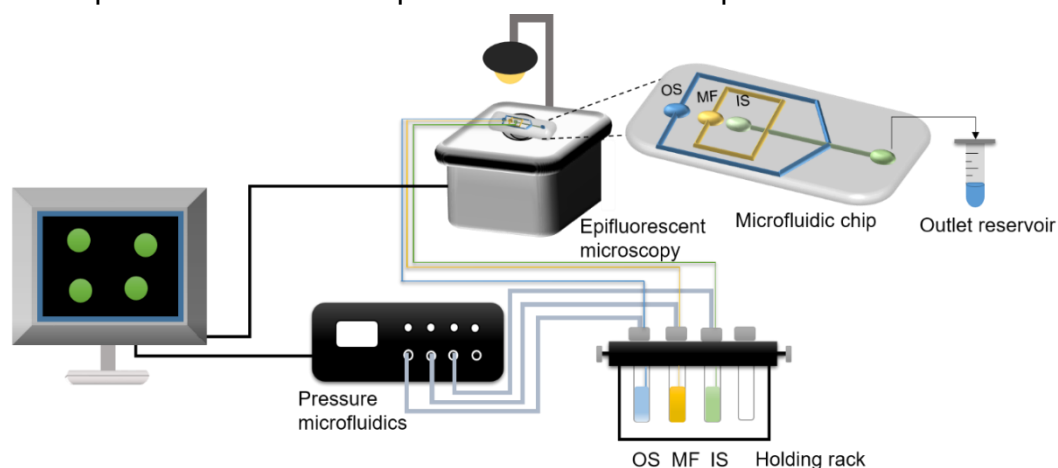 OS
MF
IS
Epifluorescent
microscopy
Microfluidic chip
Outlet reservoir
Pressure
microfluidics
OS MF IS Holding rack